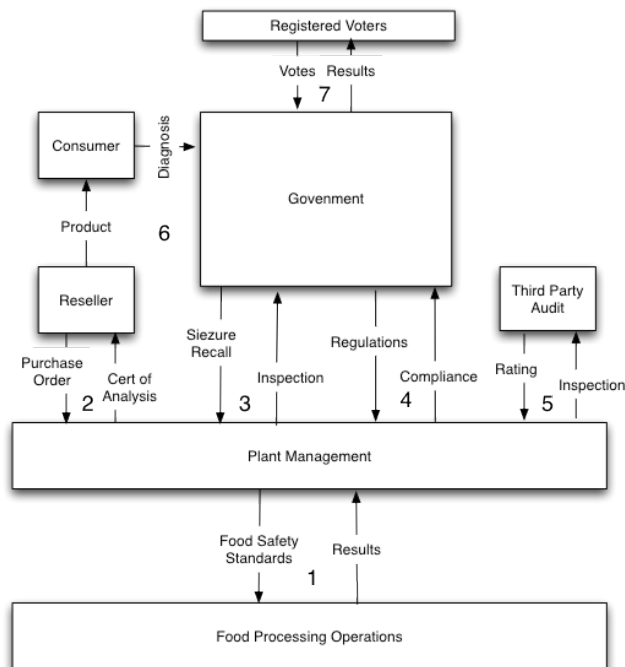 Registered Voters
Votes Results
7
Consumer
Diagnosis
Govenment
Product
6
Reseller
Third Party
Audit
Siezure
Recall
Regulations
Purchase
Order
Cert of
Analysis
2
Inspection
3
Compliance
4
Rating
Inspection
5
Plant Management
Food Safety
Standards
Results
1
Food Processing Operations